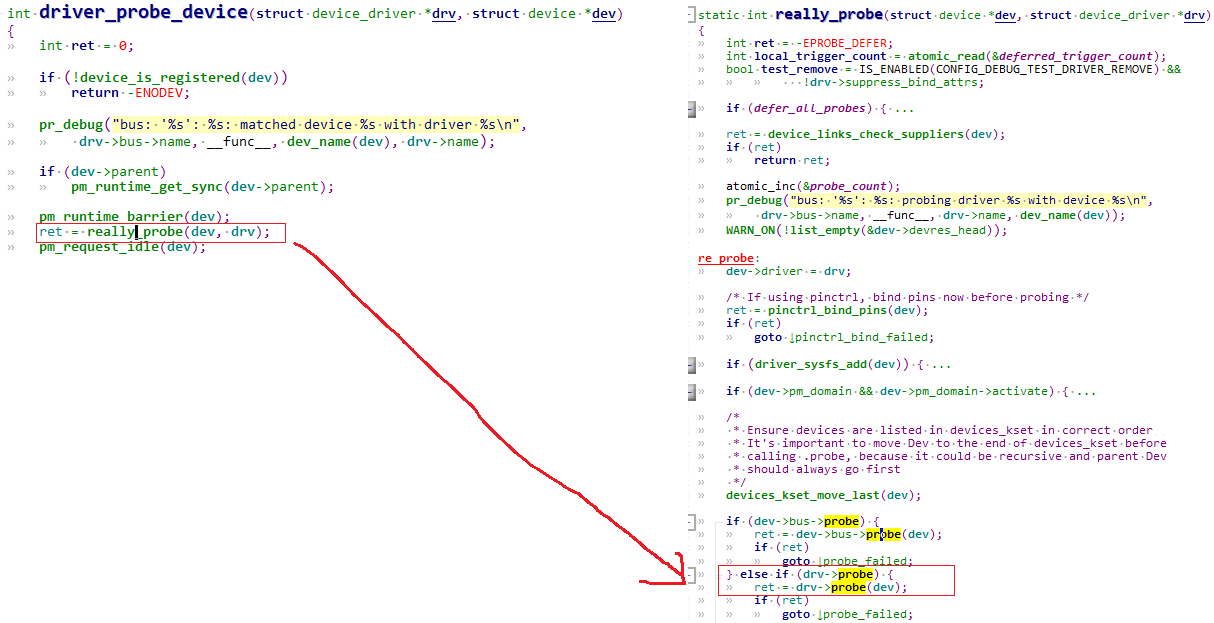 int driver_probe_device(struct device_driver *drv, struct device *dev)
{
int ret = 0;
if (!device_is_registered(dev))
return -ENODEV;
pr_debug("bus: '%s': %s: matched device %s with driver %s\n",
drv->bus->name, __func__, dev_name(dev), drv->name);
if (dev->parent)
pm_runtime_get_sync(dev->parent);
pm_runtime_barrier(dev);
ret = really_probe(dev, drv);
pm_request_idle(dev);
static int really_probe(struct device *dev, struct device_driver *drv)
{
int ret = -EPROBE_DEFER;
int local_trigger_count = atomic_read(&deferred_trigger_count);
bool test_remove = IS_ENABLED(CONFIG_DEBUG_TEST_DRIVER_REMOVE) &&
!drv->suppress_bind_attrs;
if (defer_all_probes) { ...
ret = device_links_check_suppliers(dev);
if (ret)
return ret;
atomic_inc(&probe_count);
pr_debug("bus: '%s': %s: probing driver %s with device %s\n",
drv->bus->name, __func__, drv->name, dev_name(dev));
WARN_ON(!list_empty(&dev->devres_head));
re_probe:
dev->driver = drv;
/* If using pinctrl, bind pins now before probing */
ret = pinctrl_bind_pins(dev);
if (ret)
goto ↓pinctrl_bind_failed;
if (driver_sysfs_add(dev)) { ...
if (dev->pm_domain && dev->pm_domain->activate) { ...
/*
* Ensure devices are listed in devices_kset in correct order
* It's important to move Dev to the end of devices_kset before
* calling .probe, because it could be recursive and parent Dev
* should always go first
*/
devices_kset_move_last(dev);
if (dev->bus->probe) {
ret = dev->bus->probe(dev);
if (ret)
goto ↓probe_failed;
} else if (drv->probe) {
ret = drv->probe(dev);
if (ret)
goto ↓probe_failed;